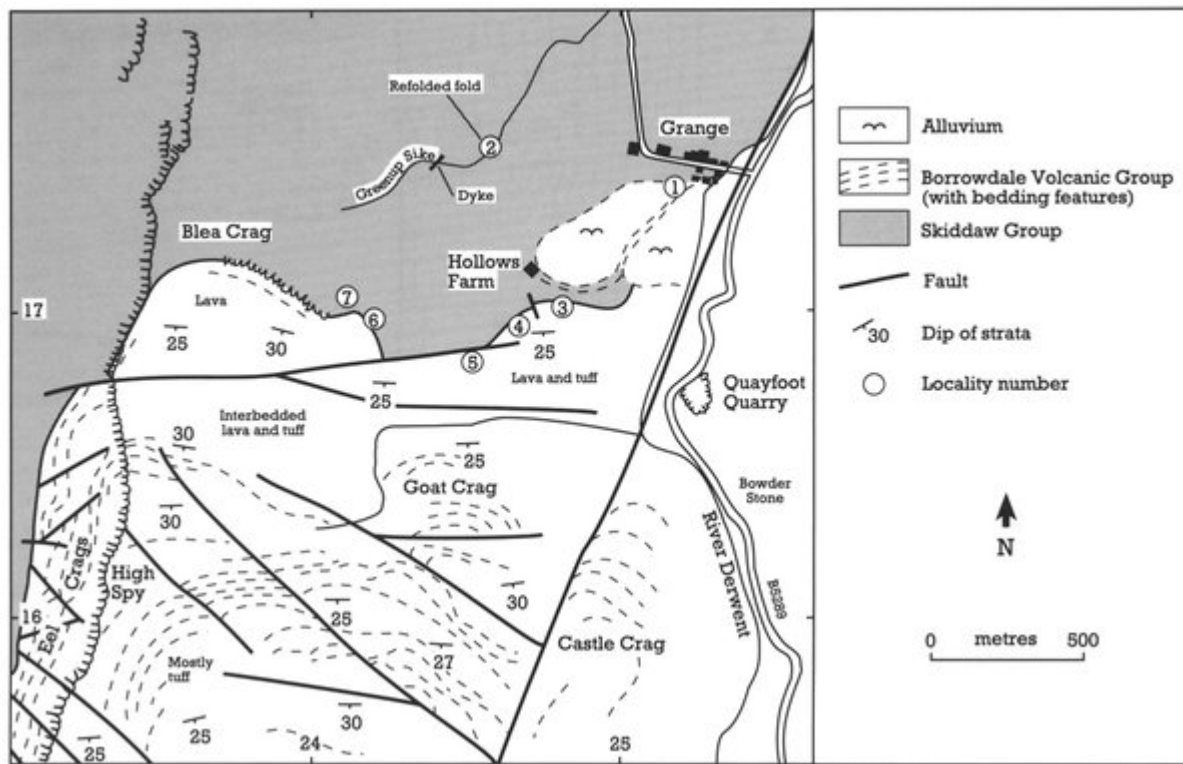 Refolded fold
2
Grange
Greenup Sike
Dyke
1
Blea Crag
Hollows
Farm
17
Lava
7
6
3
4
5
25
30
25
Lava and tuff
25
Quayfoot
Quarry
Interbedded
lava and tuff
30
25
Goat Crag
Bowder
Stone
30
River Derwent
B5289
Eel Crags
High
Spy
16
30
25
Castle Crag
27
Mostly
tuff
25
25
30
24
25
Alluvium
Borrowdale Volcanic Group
(with bedding features)
Skiddaw Group
Fault
30
Dip of strata
Locality number
N
0 metres 500